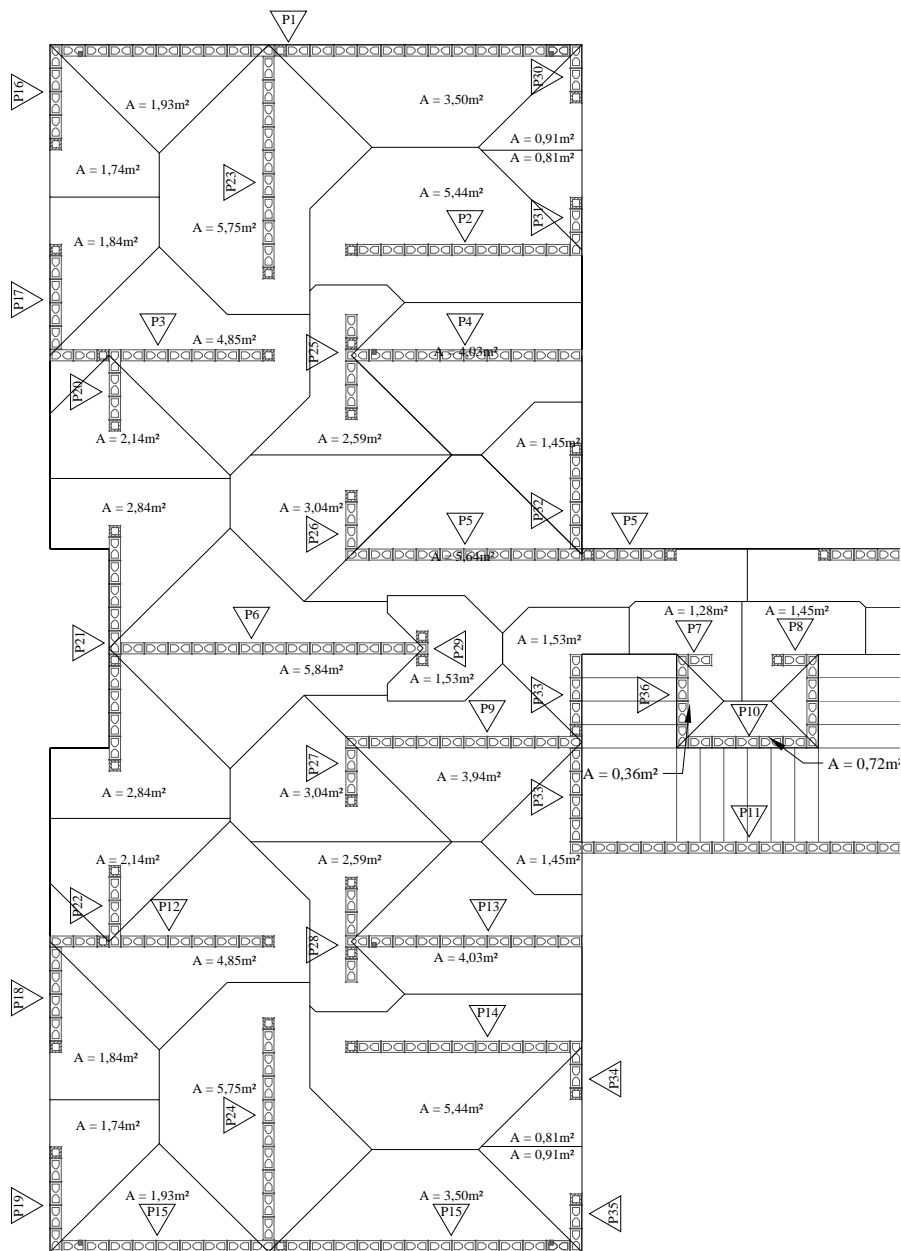 P1
P16
P30
A = 1,93m²
A = 3,50m²
A = 0,91m²
A = 0,81m²
A = 1,74m²
P23
A = 5,44m²
P31
A = 1,84m²
A = 5,75m²
P2
P17
P3
P4
A = 4,85m²
P25
A = 4,03m²
P20
A = 2,14m²
A = 2,59m²
A = 1,45m²
A = 2,84m²
A = 3,04m²
P32
P26
P5
P5
A = 5,64m²
P6
A = 1,28m²
A = 1,45m²
P21
P7
P8
A = 1,53m²
P29
A = 5,84m²
A = 1,53m²
P33
P36
P9
P10
P27
A = 3,94m²
A = 0,36m²
A = 0,72m²
A = 2,84m²
A = 3,04m²
P33
P11
A = 2,14m²
A = 2,59m²
A = 1,45m²
P22
P12
P13
P28
A = 4,85m²
A = 4,03m²
P18
P14
A = 1,84m²
A = 5,75m²
P34
P24
A = 5,44m²
A = 1,74m²
A = 0,81m²
A = 0,91m²
A = 1,93m²
A = 3,50m²
P19
P15
P15
P35